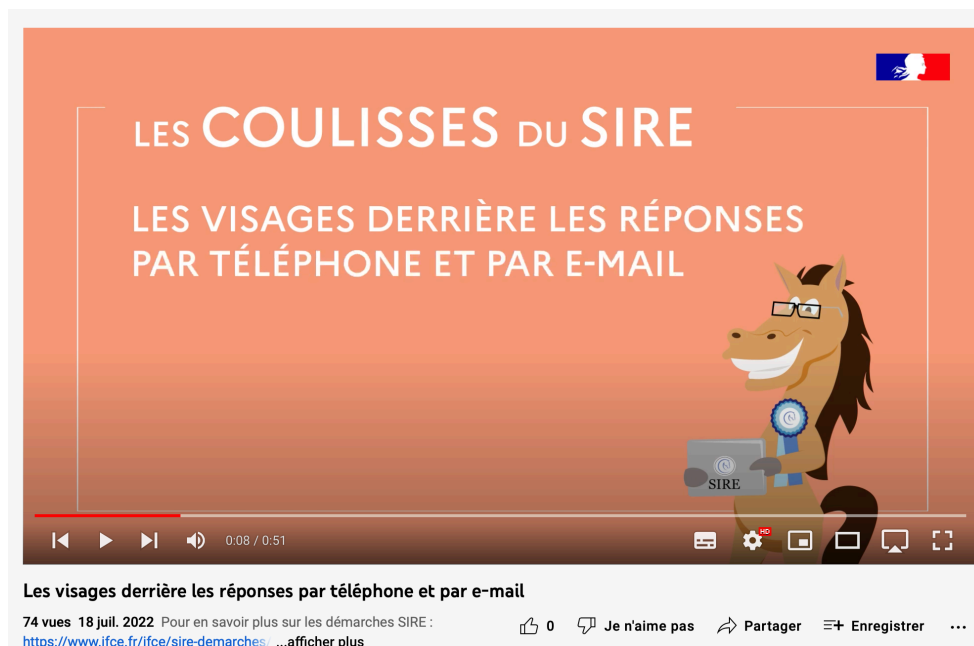 LES COULISSES DU SIRE
LES VISAGES DERRIÈRE LES RÉPONSES
PAR TÉLÉPHONE ET PAR E-MAIL
SIRE
0:08 / 0:51
HD
Les visages derrière les réponses par téléphone et par e-mail
74 vues 18 juil. 2022 Pour en savoir plus sur les démarches SIRE :
https://www.ifce.fr/ifce/sire-demarches/ ...afficher plus
0 Je n'aime pas Partager Enregistrer ...